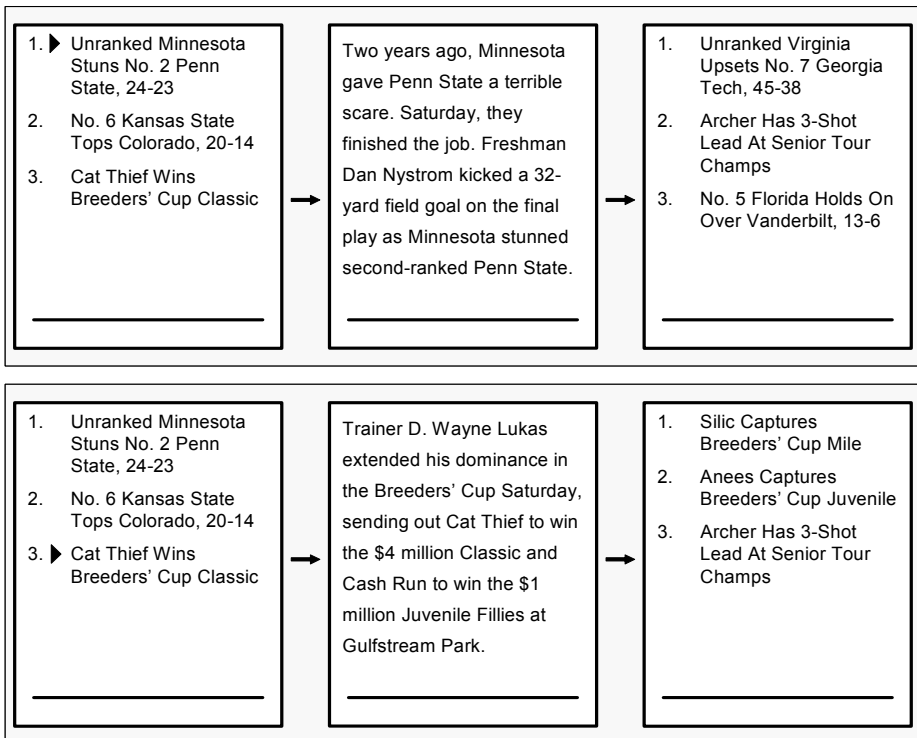 1. Unranked Minnesota
Stuns No. 2 Penn
State, 24-23
2. No. 6 Kansas State
Tops Colorado, 20-14
3. Cat Thief Wins
Breeders’ Cup Classic
Two years ago, Minnesota
gave Penn State a terrible
scare. Saturday, they
finished the job. Freshman
Dan Nystrom kicked a 32-
yard field goal on the final
play as Minnesota stunned
second-ranked Penn State.
1. Unranked Virginia
Upsets No. 7 Georgia
Tech, 45-38
2. Archer Has 3-Shot
Lead At Senior Tour
Champs
3. No. 5 Florida Holds On
Over Vanderbilt, 13-6
1. Unranked Minnesota
Stuns No. 2 Penn
State, 24-23
2. No. 6 Kansas State
Tops Colorado, 20-14
3. Cat Thief Wins
Breeders’ Cup Classic
Trainer D. Wayne Lukas
extended his dominance in
the Breeders’ Cup Saturday,
sending out Cat Thief to win
the $4 million Classic and
Cash Run to win the $1
million Juvenile Fillies at
Gulfstream Park.
1. Silic Captures
Breeders’ Cup Mile
2. Anees Captures
Breeders’ Cup Juvenile
3. Archer Has 3-Shot
Lead At Senior Tour
Champs